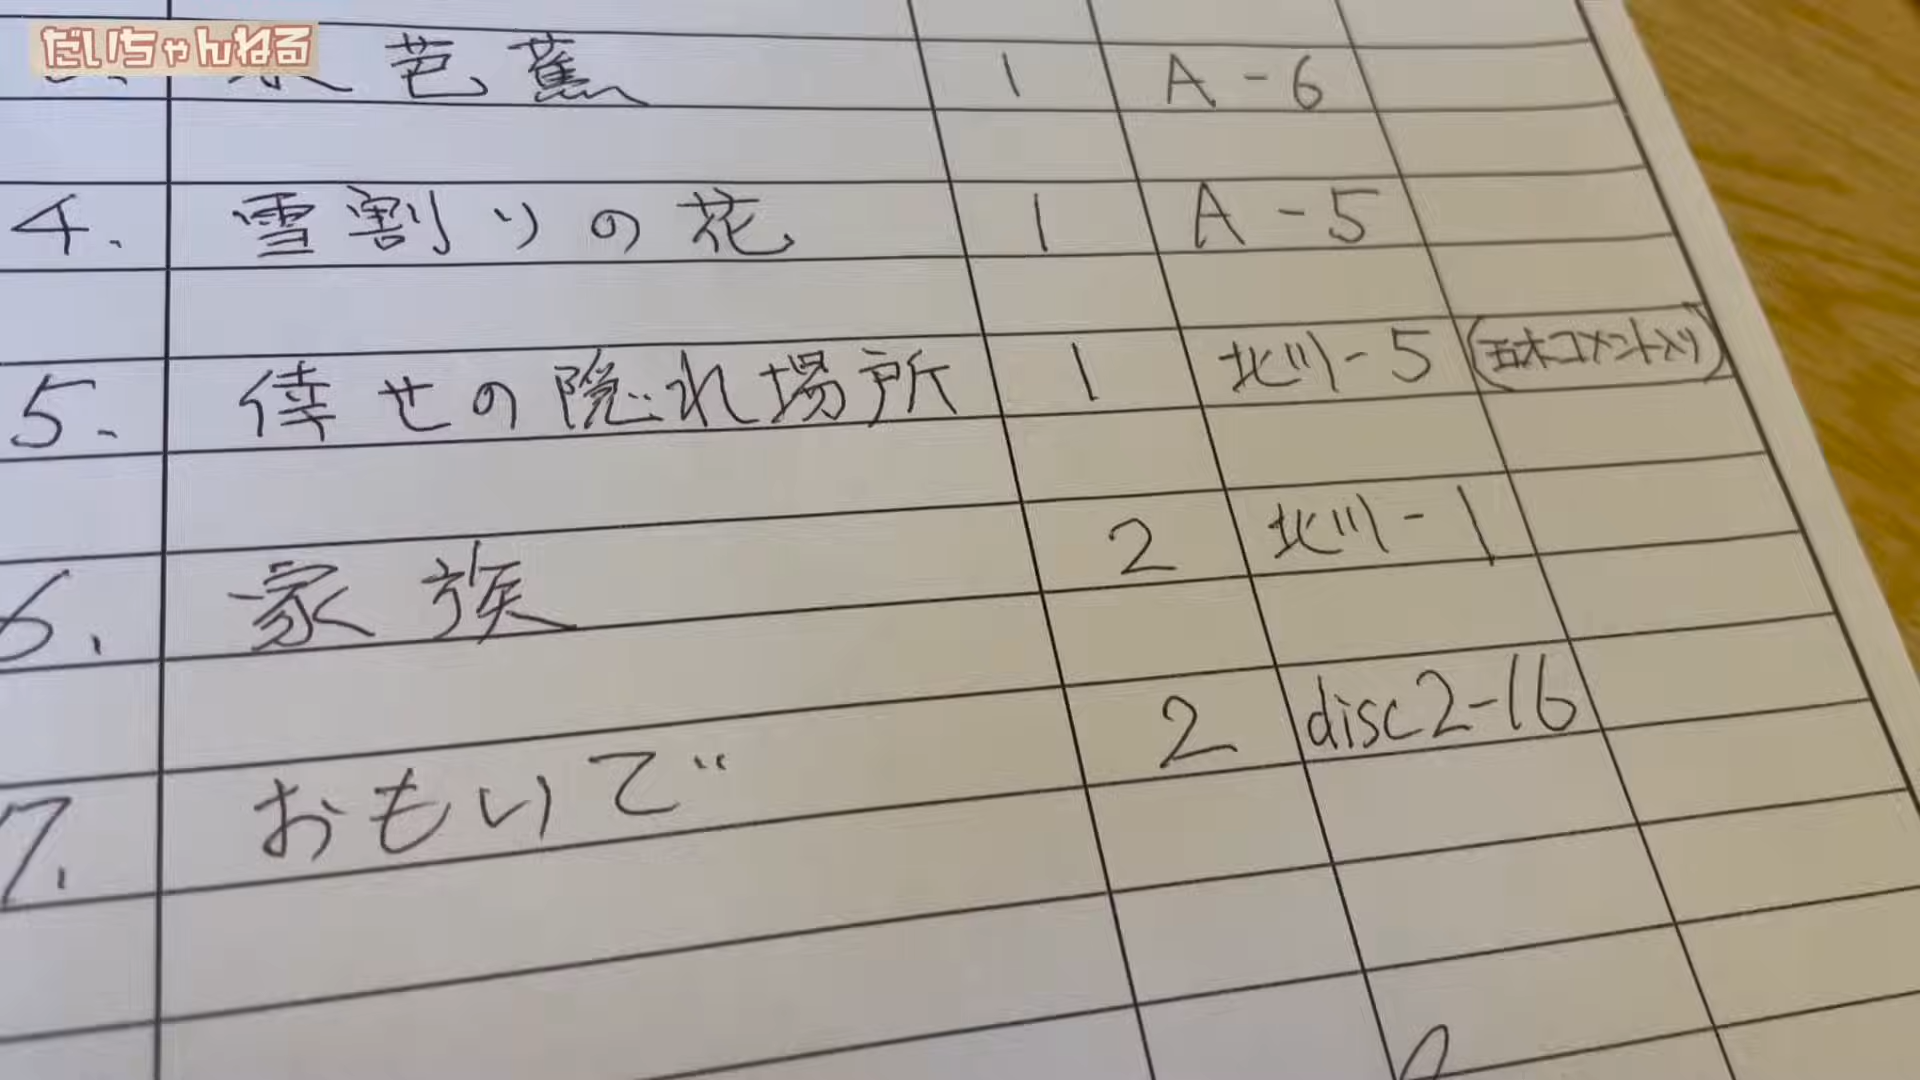 だいちゃんねる
芭蕉 1 A-6
4. 雪割りの花 1 A-5
5. 倖せの隠れ場所 1 北川-5 (五木コメント入り)
6. 家族 2 北川-1
7. おもいで 2 disc2-16